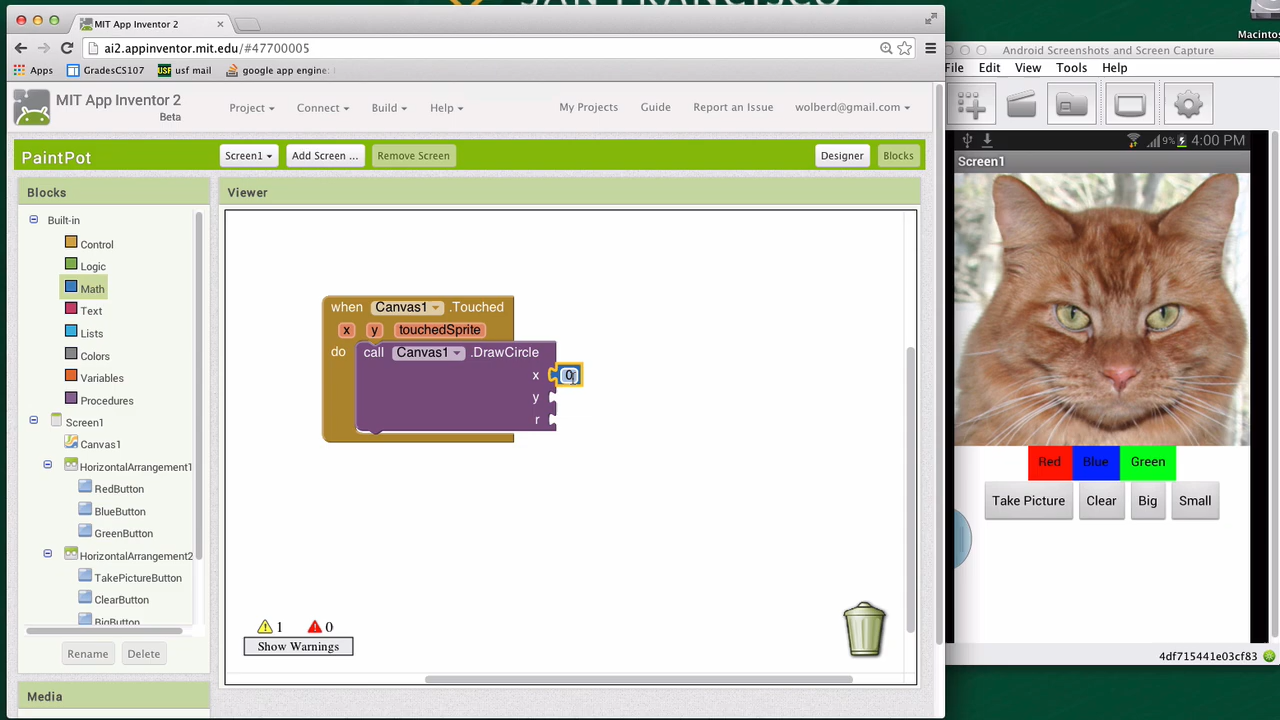 SAN FRANCISCO
MIT App Inventor 2
ai2.appinventor.mit.edu/#47700005
Apps GradesCS107 usf mail google app engine:
MIT App Inventor 2
Beta
Project Connect Build Help My Projects Guide Report an Issue wolberd@gmail.com
PaintPot Screen1 Add Screen ... Remove Screen Designer Blocks
Blocks
Built-in
Control
Logic
Math
Text
Lists
Colors
Variables
Procedures
Screen1
Canvas1
HorizontalArrangement1
RedButton
BlueButton
GreenButton
HorizontalArrangement2
TakePictureButton
ClearButton
BigButton
Rename Delete
Media
Viewer
when Canvas1 .Touched
x y touchedSprite
do call Canvas1 .DrawCircle
x 0
y
r
1 0
Show Warnings
Macintos
Android Screenshots and Screen Capture
File Edit View Tools Help
9% 4:00 PM
Screen1
Red Blue Green
Take Picture Clear Big Small
4df715441e03cf83